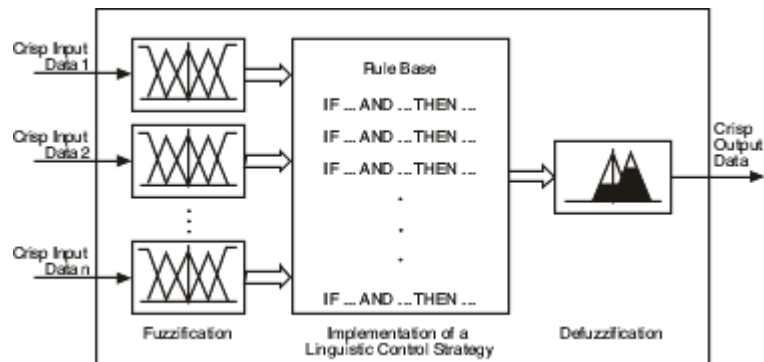 Crisp Input
Data 1
Crisp Input
Data 2
Crisp Input
Data n
Fuzzification
Rule Base
IF ... AND ... THEN ...
IF ... AND ... THEN ...
IF ... AND ... THEN ...
IF ... AND ... THEN ...
Implementation of a
Linguistic Control Strategy
Defuzzification
Crisp
Output
Data